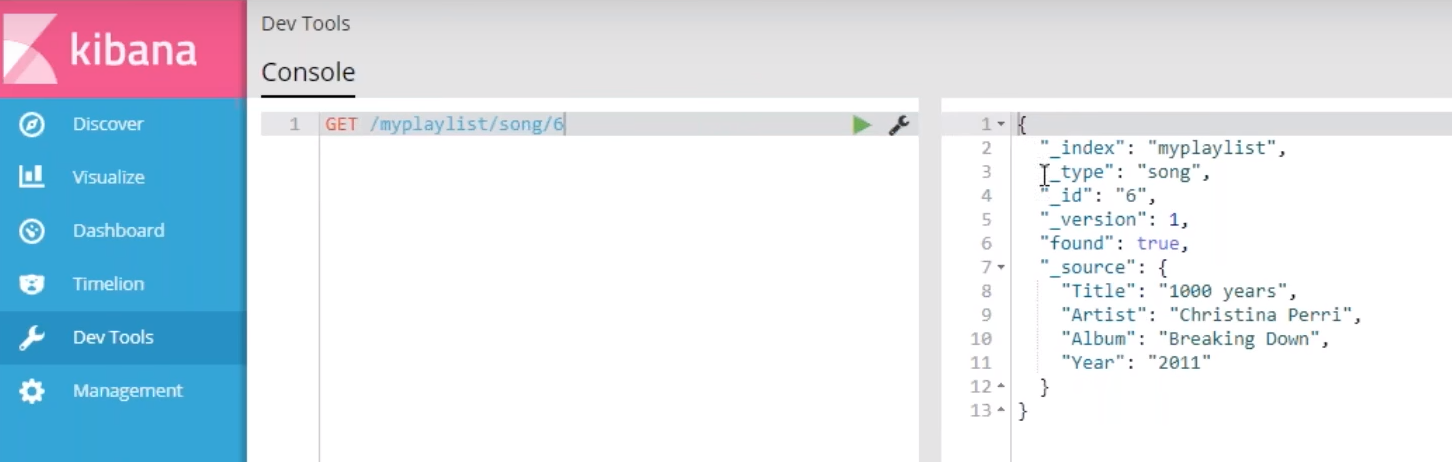 kibana
Discover
Visualize
Dashboard
Timelion
Dev Tools
Management
Dev Tools
Console
1 GET /myplaylist/song/6
1 {
2 "_index": "myplaylist",
3 "_type": "song",
4 "_id": "6",
5 "_version": 1,
6 "found": true,
7 "_source": {
8 "Title": "1000 years",
9 "Artist": "Christina Perri",
10 "Album": "Breaking Down",
11 "Year": "2011"
12 }
13 }